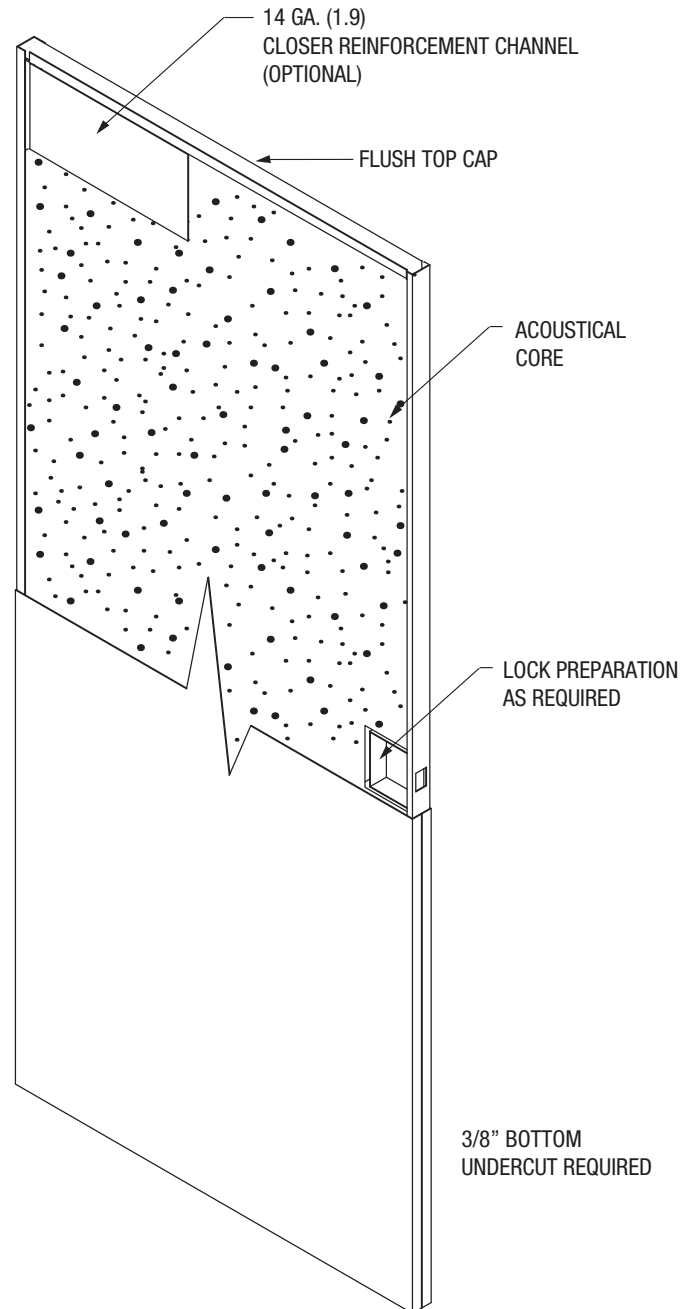 14 GA. (1.9)
CLOSER REINFORCEMENT CHANNEL
(OPTIONAL)
FLUSH TOP CAP
ACOUSTICAL
CORE
LOCK PREPARATION
AS REQUIRED
3/8” BOTTOM
UNDERCUT REQUIRED